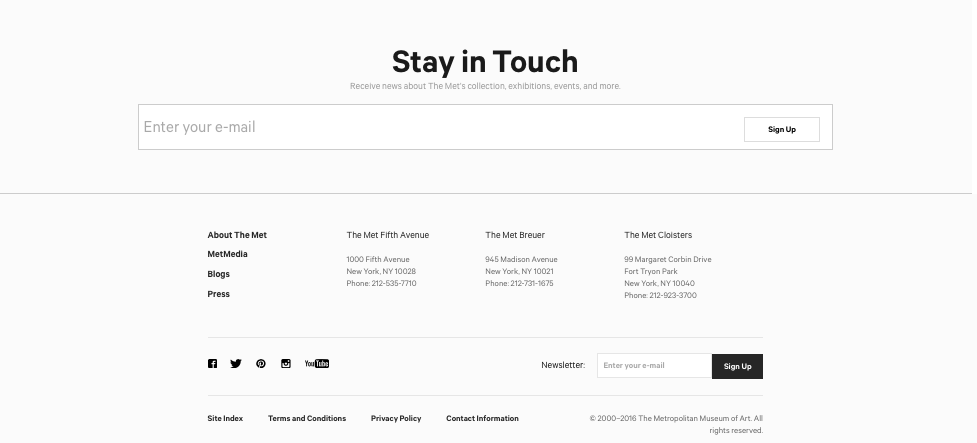 Stay in Touch
Receive news about The Met's collection, exhibitions, events, and more.
Enter your e-mail
Sign Up
About The Met
MetMedia
Blogs
Press
The Met Fifth Avenue
1000 Fifth Avenue
New York, NY 10028
Phone: 212-535-7710
The Met Breuer
945 Madison Avenue
New York, NY 10021
Phone: 212-731-1675
The Met Cloisters
99 Margaret Corbin Drive
Fort Tryon Park
New York, NY 10040
Phone: 212-923-3700
YouTube
Newsletter:
Enter your e-mail
Sign Up
Site Index
Terms and Conditions
Privacy Policy
Contact Information
© 2000–2016 The Metropolitan Museum of Art. All
rights reserved.